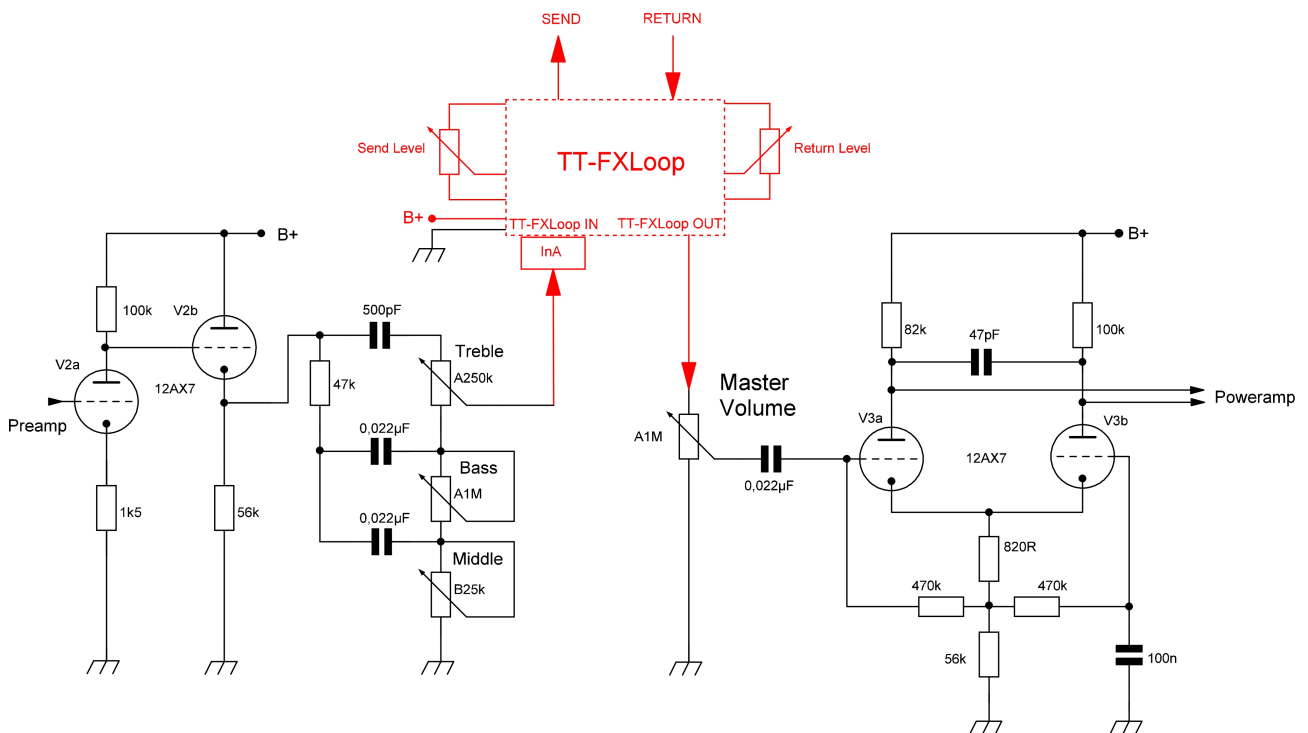 SEND
RETURN
Send Level
TT-FXLoop
Return Level
B+
TT-FXLoop IN
TT-FXLoop OUT
InA
B+
100k
V2b
V2a
12AX7
Preamp
1k5
56k
500pF
Treble
A250k
47k
0,022µF
Bass
A1M
0,022µF
Middle
B25k
Master
Volume
A1M
0,022µF
B+
82k
47pF
100k
Poweramp
V3a
V3b
12AX7
820R
470k
470k
56k
100n